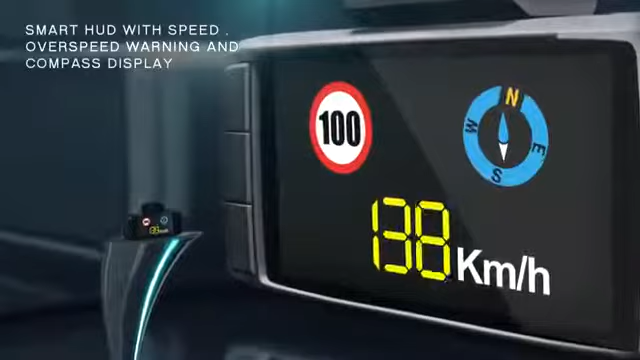 SMART HUD WITH SPEED .
OVERSPEED WARNING AND
COMPASS DISPLAY
100
N
W E
S
138 Km/h